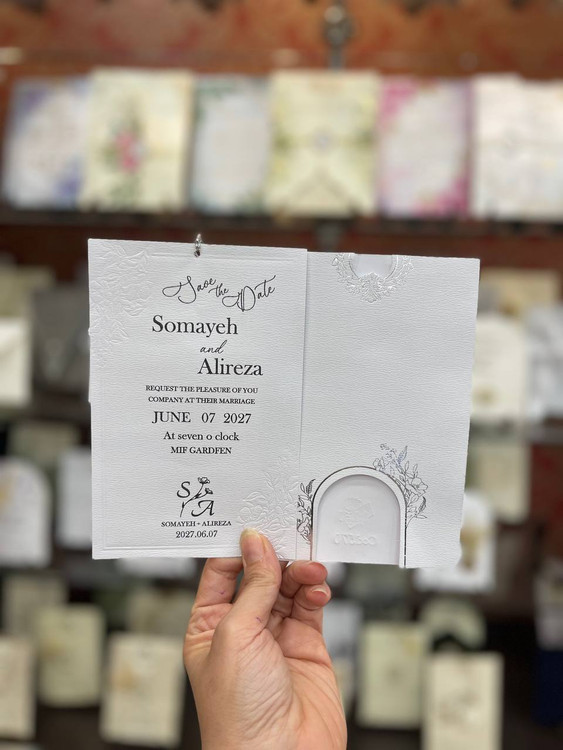 Save the Date
Somayeh
and
Alireza
REQUEST THE PLEASURE OF YOU
COMPANY AT THEIR MARRIAGE
JUNE 07 2027
At seven o clock
MIF GARDFEN
S
A
SOMAYEH + ALIREZA
2027.06.07